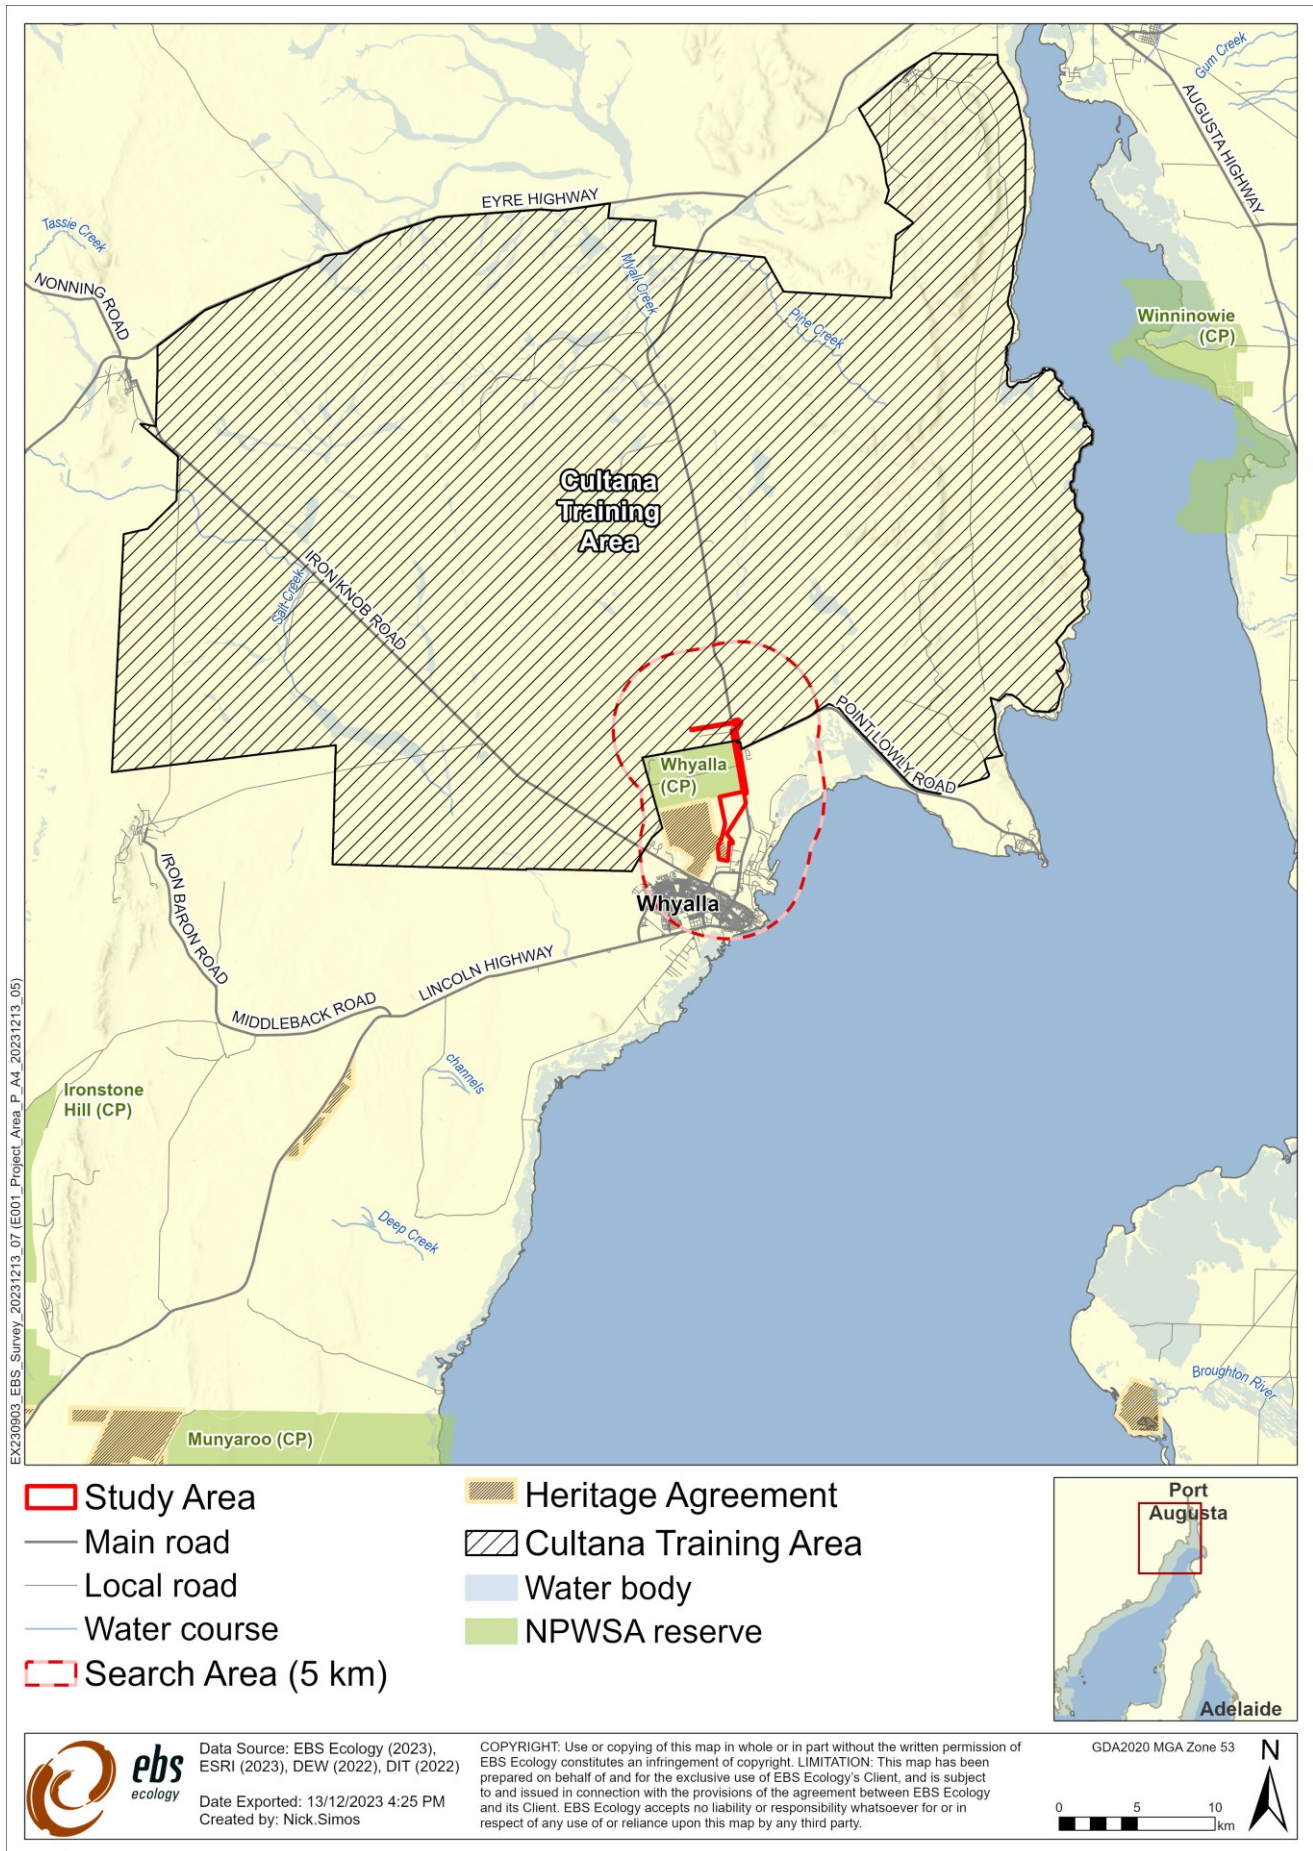 Gum Creek
AUGUSTA HIGHWAY
EYRE HIGHWAY
Tassie Creek
NONNING ROAD
Myall Creek
Pine Creek
Winninowie
(CP)
Cultana
Training
Area
IRON KNOB ROAD
Salt Creek
POINT LOWLY ROAD
Whyalla
(CP)
Whyalla
IRON BARON ROAD
LINCOLN HIGHWAY
MIDDLEBACK ROAD
channels
Ironstone
Hill (CP)
Deep Creek
Broughton River
Munyaroo (CP)
EX230903_EBS_Survey_20231213_07 (E001_Project_Area_P_A4_20231213_05)
Study Area
Main road
Local road
Water course
Search Area (5 km)
Heritage Agreement
Cultana Training Area
Water body
NPWSA reserve
Port
Augusta
Adelaide
ebs
ecology
Data Source: EBS Ecology (2023),
ESRI (2023), DEW (2022), DIT (2022)
Date Exported: 13/12/2023 4:25 PM
Created by: Nick.Simos
COPYRIGHT: Use or copying of this map in whole or in part without the written permission of
EBS Ecology constitutes an infringement of copyright. LIMITATION: This map has been
prepared on behalf of and for the exclusive use of EBS Ecology's Client, and is subject
to and issued in connection with the provisions of the agreement between EBS Ecology
and its Client. EBS Ecology accepts no liability or responsibility whatsoever for or in
respect of any use of or reliance upon this map by any third party.
GDA2020 MGA Zone 53
N
0 5 10
km